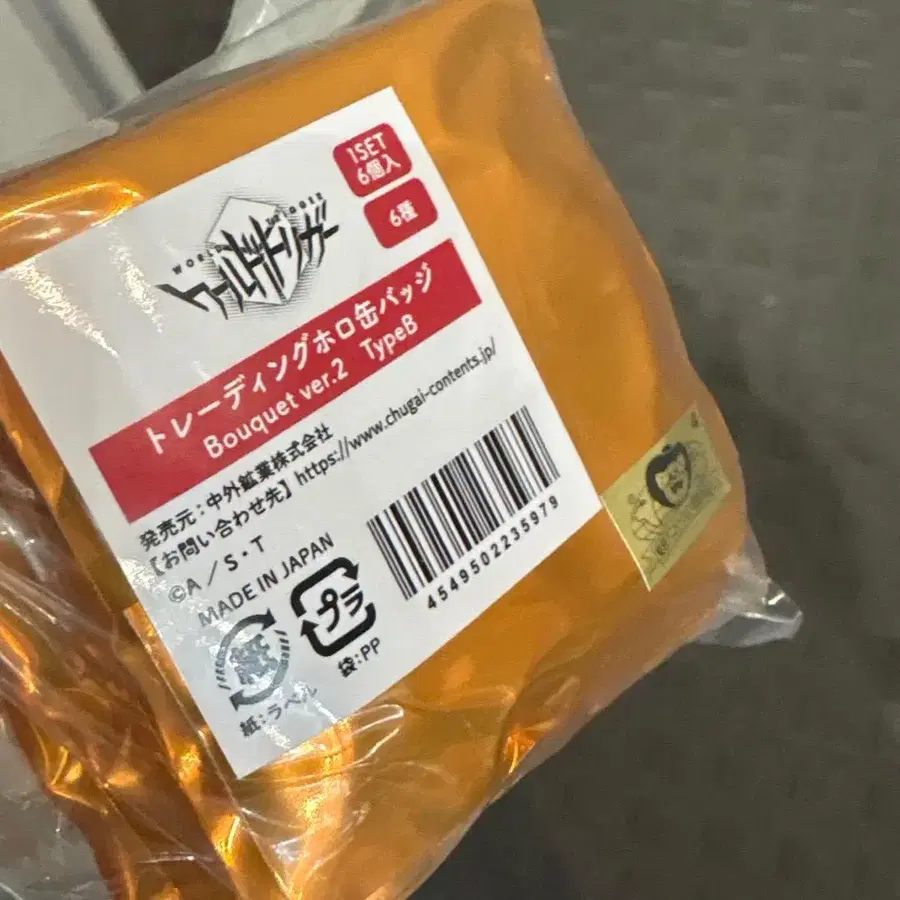 1SET
6個入
6種
WORLD THE GOLD
ワールドトリガー
トレーディングホロ缶バッジ
Bouquet ver.2 TypeB
発売元：中外鉱業株式会社
【お問い合わせ先】https://www.chugai-contents.jp/
©A／S・T
MADE IN JAPAN
4549502235979
紙
プラ
紙:ラベル
袋:PP